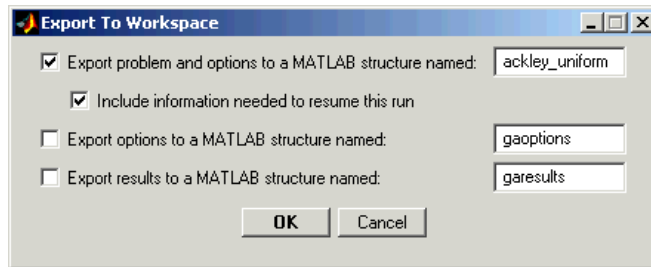 Export To Workspace
Export problem and options to a MATLAB structure named: ackley_uniform
Include information needed to resume this run
Export options to a MATLAB structure named: gaoptions
Export results to a MATLAB structure named: garesults
OK Cancel